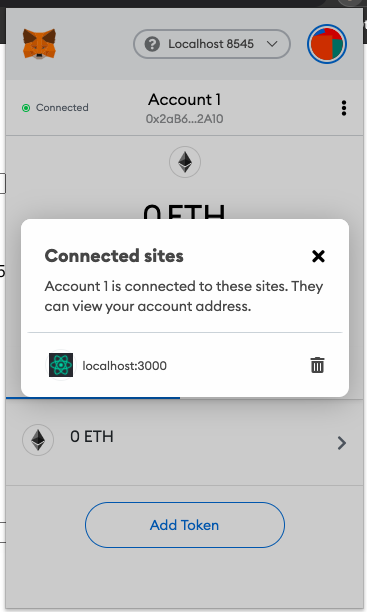 Localhost 8545
Connected
Account 1
0x2aB6...2A10
0 ETH
Connected sites
Account 1 is connected to these sites. They
can view your account address.
localhost:3000
0 ETH
Add Token